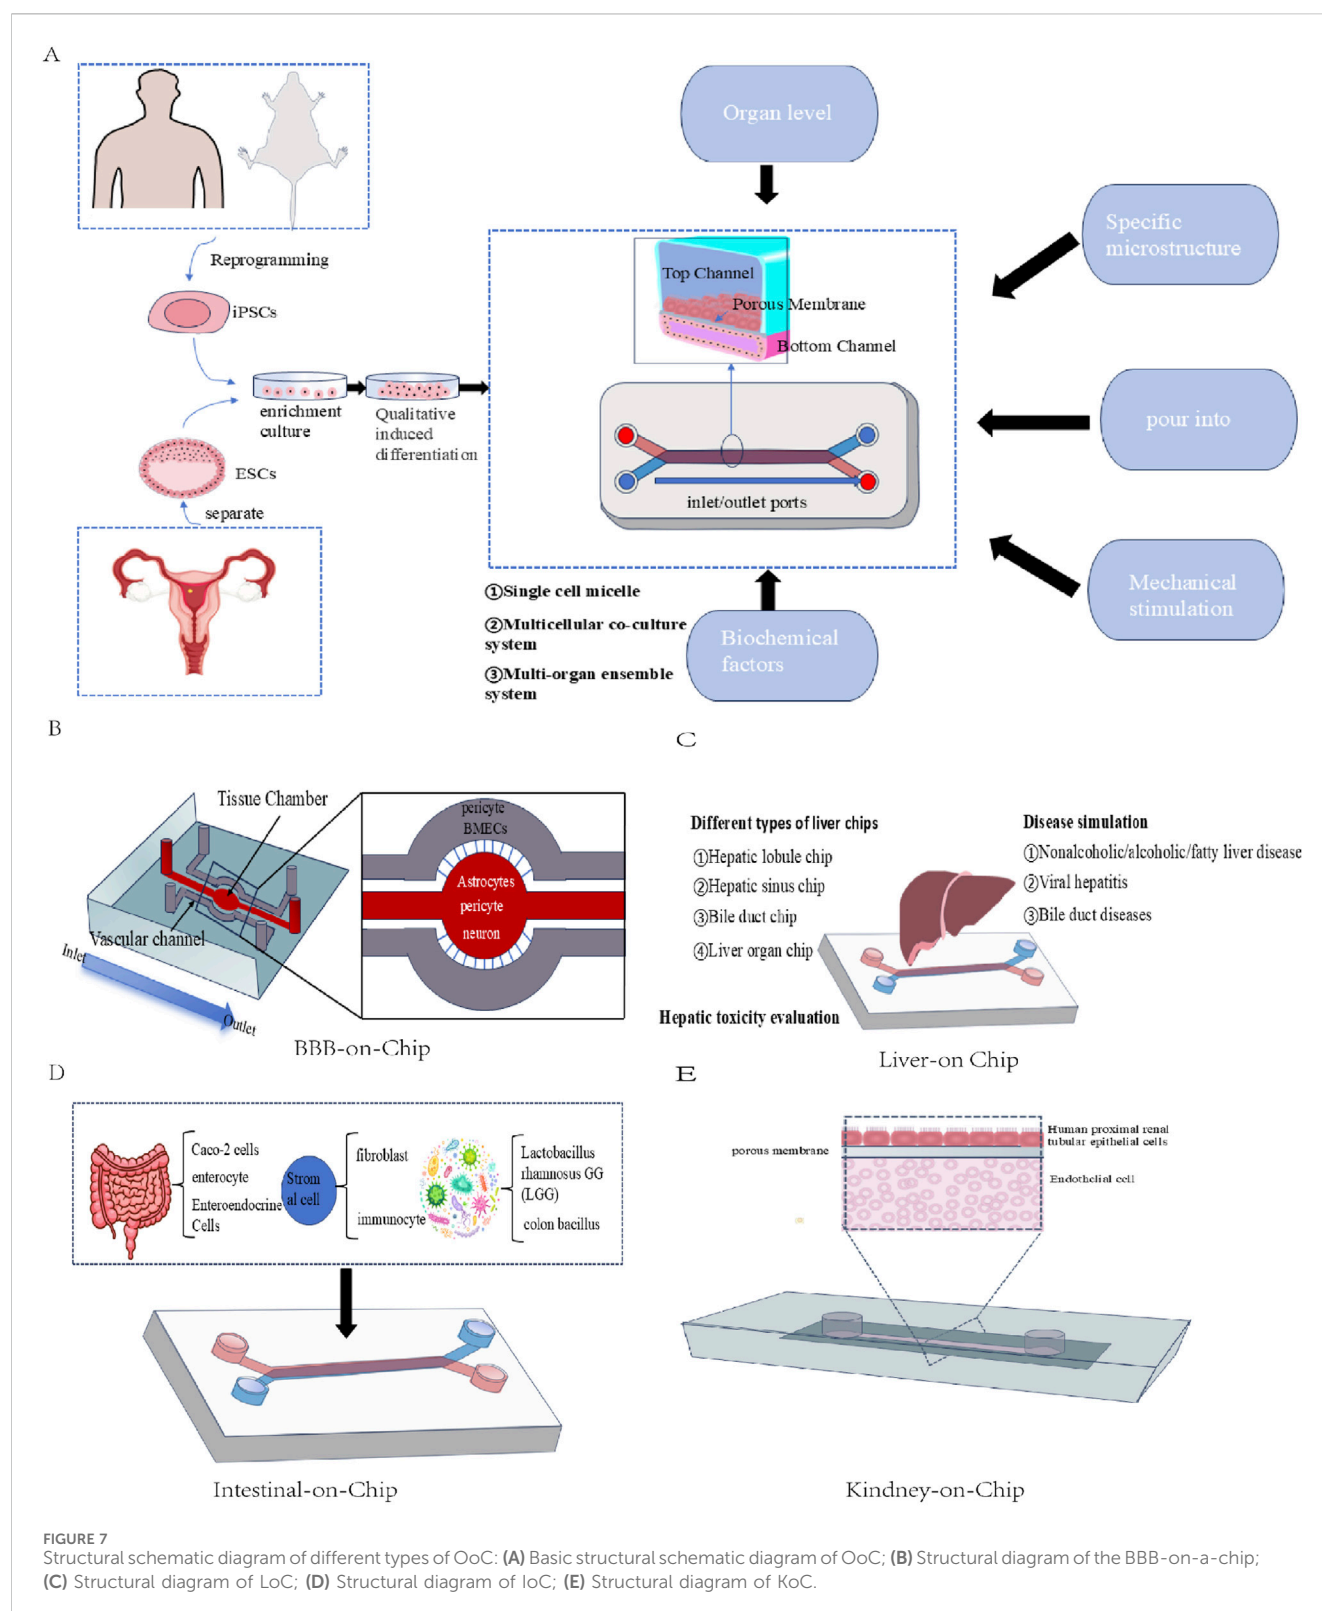 A
Organ level
Specific
microstructure
Reprogramming
Top Channel
iPSCs
Porous Membrane
Bottom Channel
enrichment
culture
Qualitative
induced
differentiation
pour into
ESCs
separate
inlet/outlet ports
Mechanical
stimulation
①Single cell micelle
②Multicellular co-culture
system
③Multi-organ ensemble
system
Biochemical
factors
B
Tissue Chamber
pericyte
BMECs
Astrocytes
pericyte
neuron
Vascular channel
Inlet
Outlet
BBB-on-Chip
C
Different types of liver chips
①Hepatic lobule chip
②Hepatic sinus chip
③Bile duct chip
④Liver organ chip
Disease simulation
①Nonalcoholic/alcoholic/fatty liver disease
②Viral hepatitis
③Bile duct diseases
Hepatic toxicity evaluation
Liver-on Chip
D
Caco-2 cells
enterocyte
Enteroendocrine
Cells
Strom
al cell
fibroblast
immunocyte
Lactobacillus
rhamnosus GG
(LGG)
colon bacillus
Intestinal-on-Chip
E
porous membrane
Human proximal renal
tubular epithelial cells
Endothelial cell
Kindney-on-Chip
FIGURE 7
Structural schematic diagram of different types of OoC: (A) Basic structural schematic diagram of OoC; (B) Structural diagram of the BBB-on-a-chip;
(C) Structural diagram of LoC; (D) Structural diagram of IoC; (E) Structural diagram of KoC.